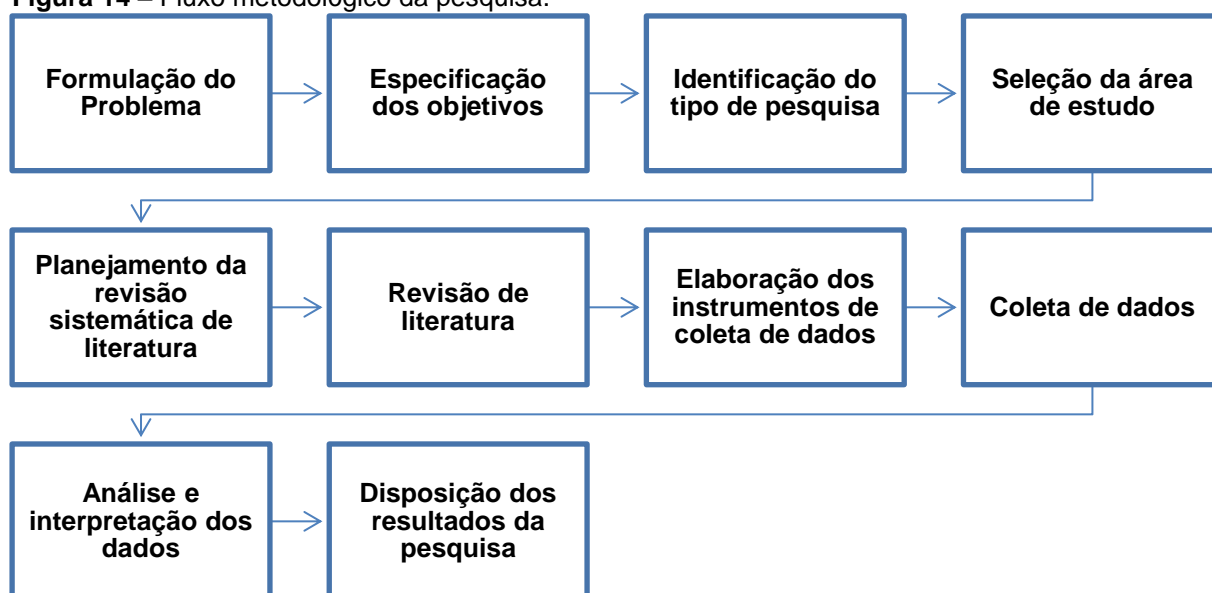 Figura 14 – Fluxo metodológico da pesquisa.
Formulação do
Problema
Especificação
dos objetivos
Identificação do
tipo de pesquisa
Seleção da área
de estudo
Planejamento da
revisão
sistemática de
literatura
Revisão de
literatura
Elaboração dos
instrumentos de
coleta de dados
Coleta de dados
Análise e
interpretação dos
dados
Disposição dos
resultados da
pesquisa